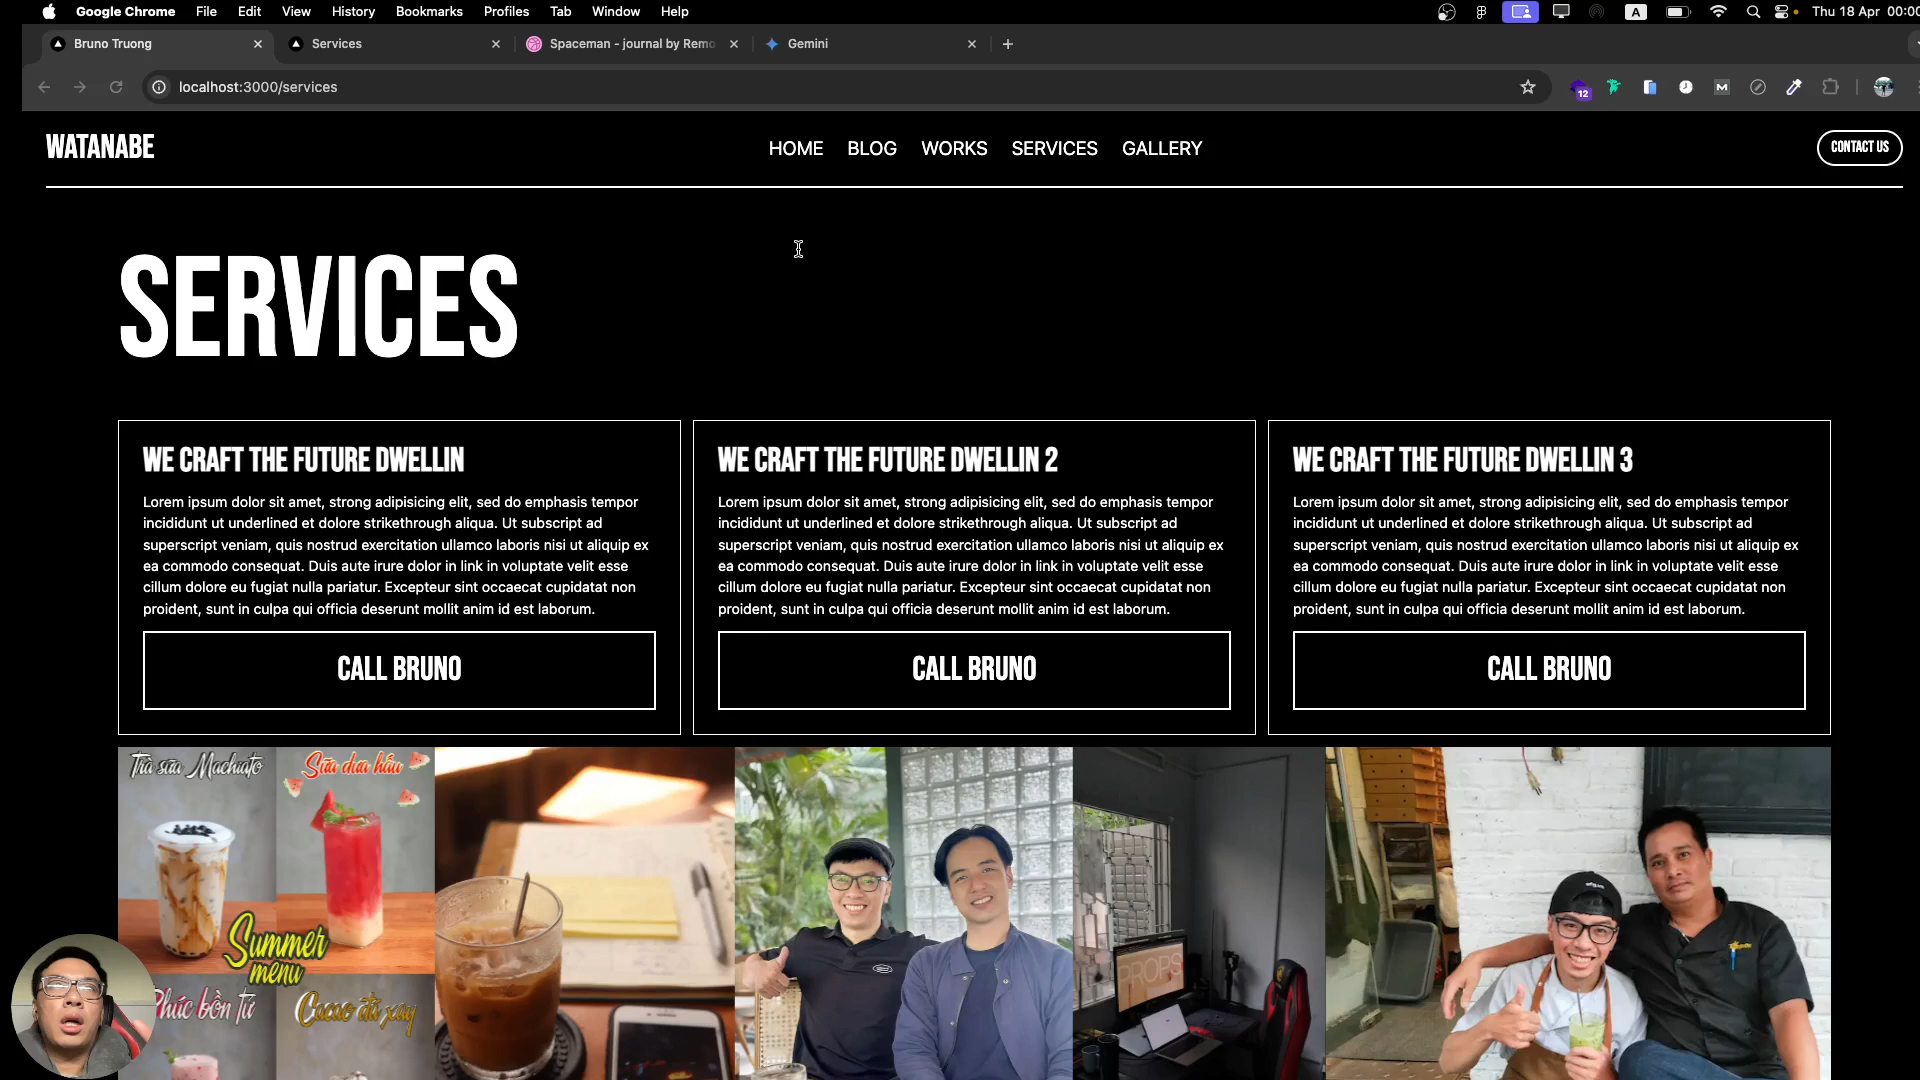 Google Chrome File Edit View History Bookmarks Profiles Tab Window Help A Thu 18 Apr 00:00
Bruno Truong Services Spaceman - journal by Remo Gemini
localhost:3000/services 12 M
WATANABE HOME BLOG WORKS SERVICES GALLERY CONTACT US
SERVICES
WE CRAFT THE FUTURE DWELLIN
Lorem ipsum dolor sit amet, strong adipisicing elit, sed do emphasis tempor
incididunt ut underlined et dolore strikethrough aliqua. Ut subscript ad
superscript veniam, quis nostrud exercitation ullamco laboris nisi ut aliquip ex
ea commodo consequat. Duis aute irure dolor in link in voluptate velit esse
cillum dolore eu fugiat nulla pariatur. Excepteur sint occaecat cupidatat non
proident, sunt in culpa qui officia deserunt mollit anim id est laborum.
CALL BRUNO
WE CRAFT THE FUTURE DWELLIN 2
Lorem ipsum dolor sit amet, strong adipisicing elit, sed do emphasis tempor
incididunt ut underlined et dolore strikethrough aliqua. Ut subscript ad
superscript veniam, quis nostrud exercitation ullamco laboris nisi ut aliquip ex
ea commodo consequat. Duis aute irure dolor in link in voluptate velit esse
cillum dolore eu fugiat nulla pariatur. Excepteur sint occaecat cupidatat non
proident, sunt in culpa qui officia deserunt mollit anim id est laborum.
CALL BRUNO
WE CRAFT THE FUTURE DWELLIN 3
Lorem ipsum dolor sit amet, strong adipisicing elit, sed do emphasis tempor
incididunt ut underlined et dolore strikethrough aliqua. Ut subscript ad
superscript veniam, quis nostrud exercitation ullamco laboris nisi ut aliquip ex
ea commodo consequat. Duis aute irure dolor in link in voluptate velit esse
cillum dolore eu fugiat nulla pariatur. Excepteur sint occaecat cupidatat non
proident, sunt in culpa qui officia deserunt mollit anim id est laborum.
CALL BRUNO
Trà sữa Machiato
Sữa dưa hấu
Summer
menu
Phúc bồn tử
Cacao đá xay
PROPS